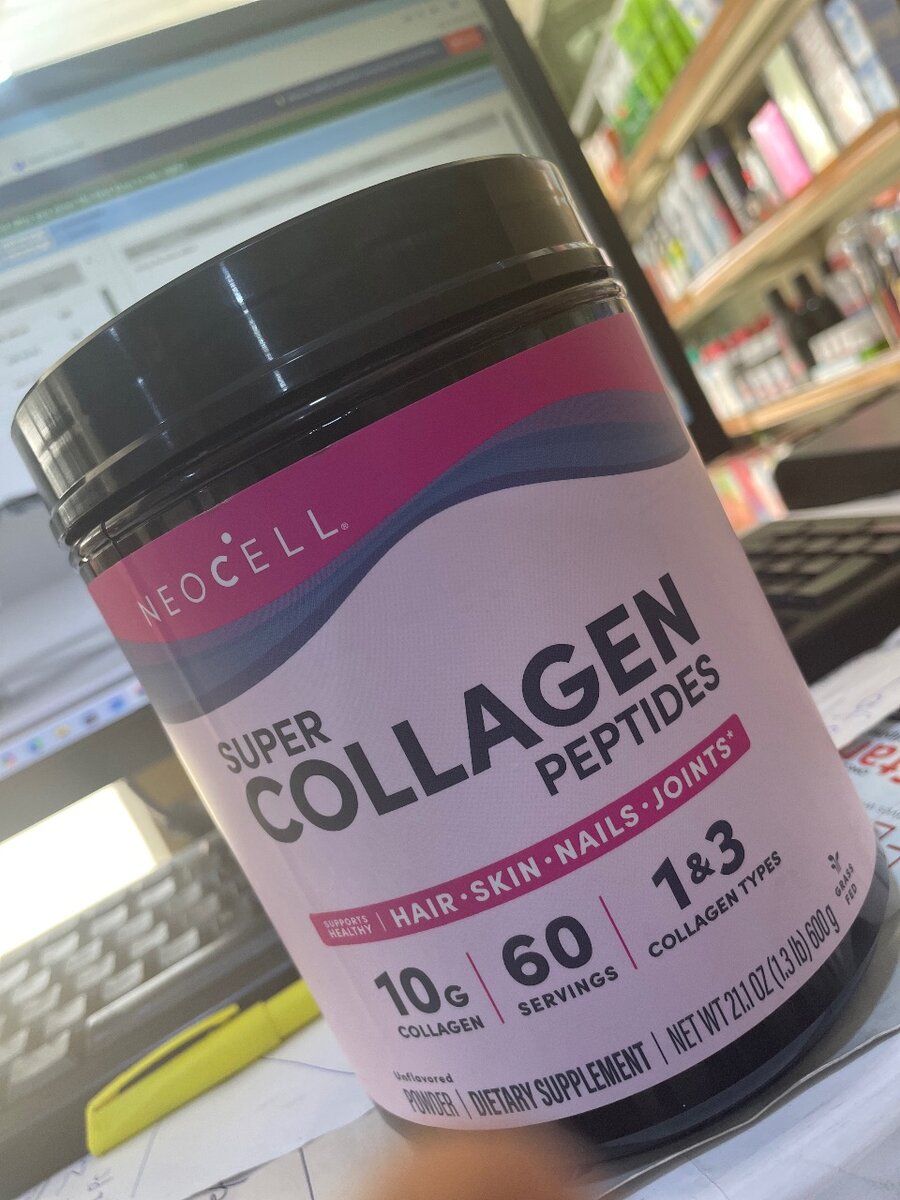 NEOCELL®
SUPER
COLLAGEN
PEPTIDES
SUPPORTS
HEALTHY
HAIR · SKIN · NAILS · JOINTS*
10G
COLLAGEN
60
SERVINGS
1&3
COLLAGEN TYPES
GRASS
FED
Unflavored
POWDER | DIETARY SUPPLEMENT | NET WT 21.1 OZ (1.3 lb) 600 g